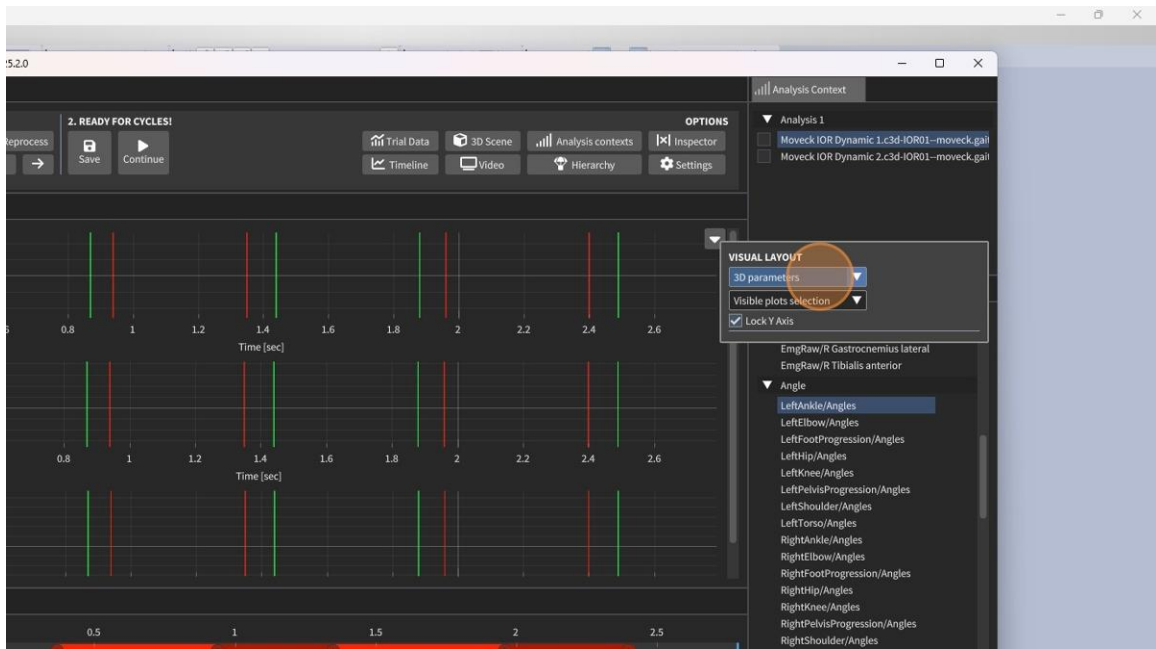 25.2.0
Analysis Context
2. READY FOR CYCLES!
OPTIONS
Reprocess
Save
Continue
Trial Data
3D Scene
Analysis contexts
Inspector
Timeline
Video
Hierarchy
Settings
Analysis 1
Moveck IOR Dynamic 1.c3d-IOR01--moveck.gait
Moveck IOR Dynamic 2.c3d-IOR01--moveck.gait
VISUAL LAYOUT
3D parameters
Visible plots selection
Lock Y Axis
0.8 1 1.2 1.4 1.6 1.8 2 2.2 2.4 2.6
Time [sec]
0.8 1 1.2 1.4 1.6 1.8 2 2.2 2.4 2.6
Time [sec]
0.5 1 1.5 2 2.5
EmgRaw/R Gastrocnemius lateral
EmgRaw/R Tibialis anterior
Angle
LeftAnkle/Angles
LeftElbow/Angles
LeftFootProgression/Angles
LeftHip/Angles
LeftKnee/Angles
LeftPelvisProgression/Angles
LeftShoulder/Angles
LeftTorso/Angles
RightAnkle/Angles
RightElbow/Angles
RightFootProgression/Angles
RightHip/Angles
RightKnee/Angles
RightPelvisProgression/Angles
RightShoulder/Angles